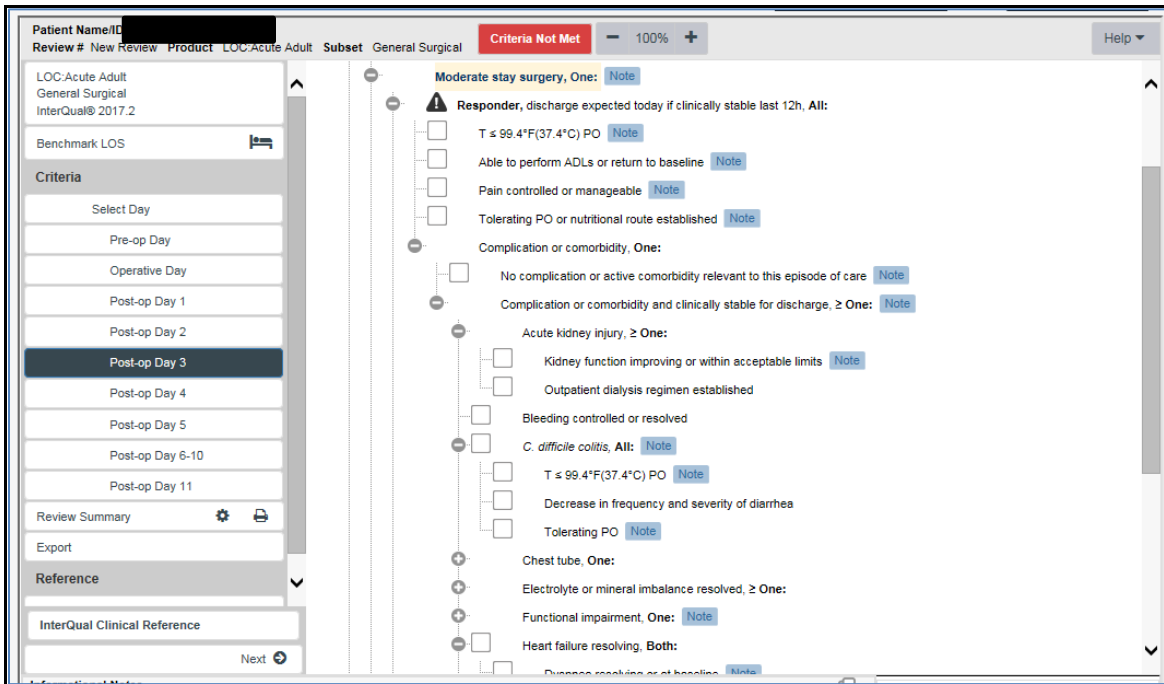 Patient Name/ID
Review # New Review Product LOC:Acute Adult Subset General Surgical
Criteria Not Met
100%
Help
LOC:Acute Adult
General Surgical
InterQual® 2017.2
Benchmark LOS
Criteria
Select Day
Pre-op Day
Operative Day
Post-op Day 1
Post-op Day 2
Post-op Day 3
Post-op Day 4
Post-op Day 5
Post-op Day 6-10
Post-op Day 11
Review Summary
Export
Reference
InterQual Clinical Reference
Next
Moderate stay surgery, One: Note
Responder, discharge expected today if clinically stable last 12h, All:
T ≤ 99.4°F(37.4°C) PO Note
Able to perform ADLs or return to baseline Note
Pain controlled or manageable Note
Tolerating PO or nutritional route established Note
Complication or comorbidity, One:
No complication or active comorbidity relevant to this episode of care Note
Complication or comorbidity and clinically stable for discharge, ≥ One: Note
Acute kidney injury, ≥ One:
Kidney function improving or within acceptable limits Note
Outpatient dialysis regimen established
Bleeding controlled or resolved
C. difficile colitis, All: Note
T ≤ 99.4°F(37.4°C) PO Note
Decrease in frequency and severity of diarrhea
Tolerating PO Note
Chest tube, One:
Electrolyte or mineral imbalance resolved, ≥ One:
Functional impairment, One: Note
Heart failure resolving, Both:
Dyspnea resolving or at baseline Note
Informational Notes